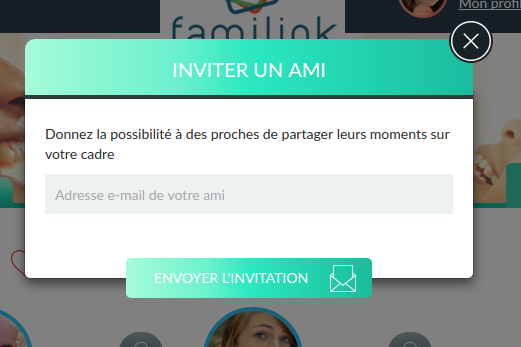 familink
Mon profil
INVITER UN AMI
Donnez la possibilité à des proches de partager leurs moments sur
votre cadre
Adresse e-mail de votre ami
ENVOYER L'INVITATION